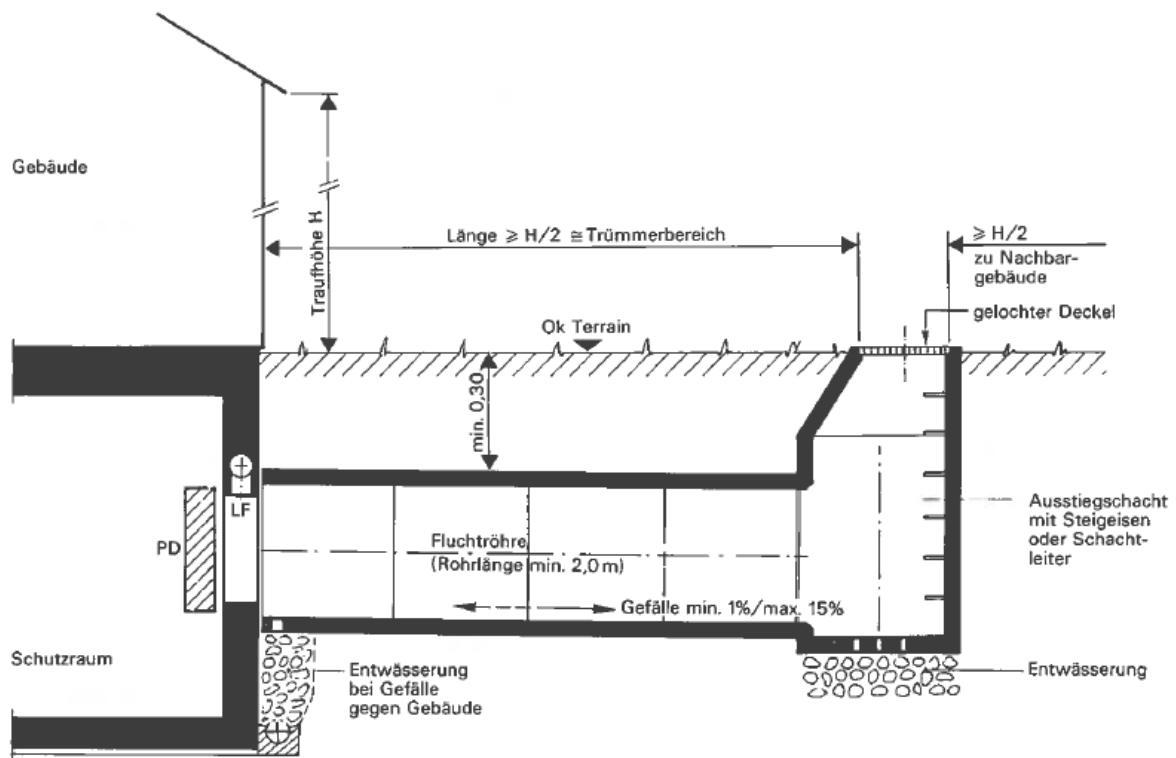 Gebäude
Traufhöhe H
Länge ⩾ H/2 ≅ Trümmerbereich
⩾ H/2
zu Nachbar-
gebäude
gelochter Deckel
Ok Terrain
min. 0,30
LF
PD
Fluchtröhre
(Rohrlänge min. 2,0 m)
Gefälle min. 1%/max. 15%
Ausstiegschacht
mit Steigeisen
oder Schacht-
leiter
Schutzraum
Entwässerung
bei Gefälle
gegen Gebäude
Entwässerung